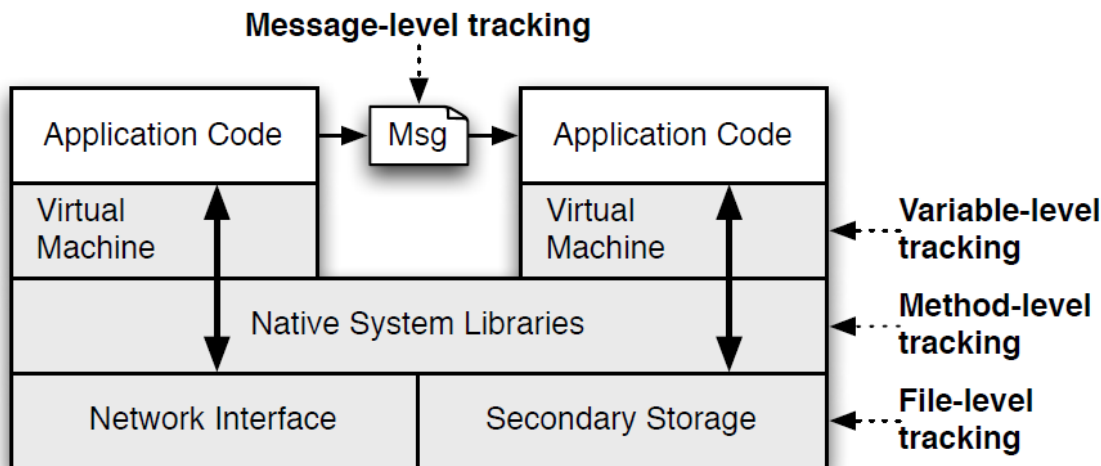 Message-level tracking
Application Code
Msg
Application Code
Virtual
Machine
Virtual
Machine
Variable-level
tracking
Native System Libraries
Method-level
tracking
Network Interface
Secondary Storage
File-level
tracking